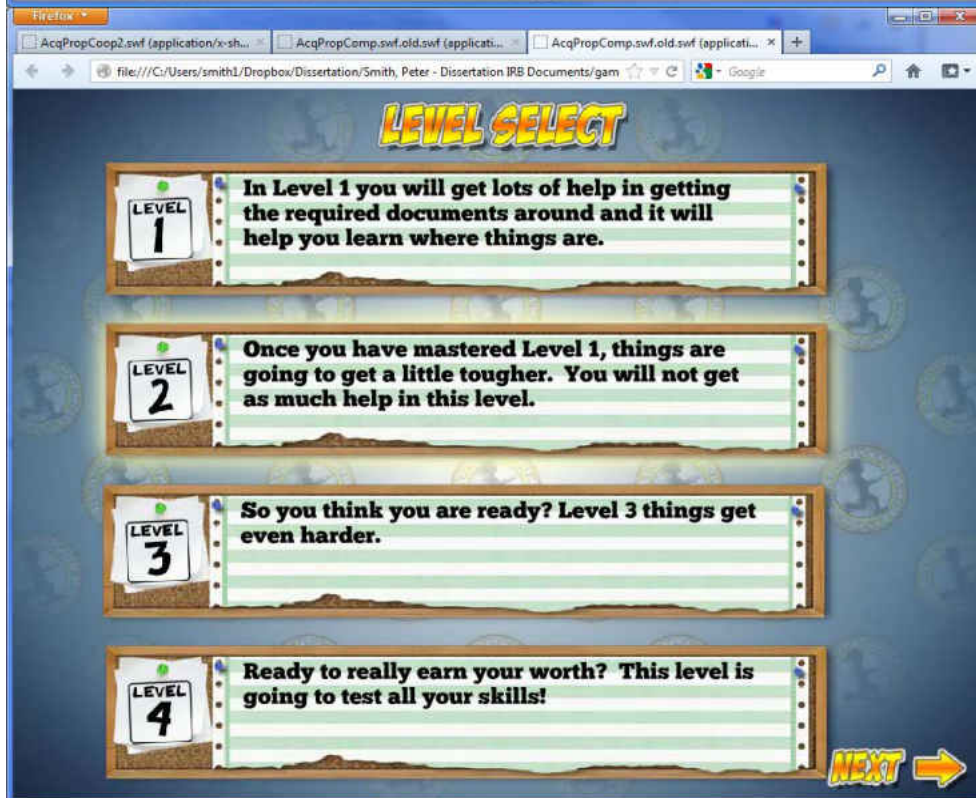 Firefox
AcqPropCoop2.swf (application/x-sh...
AcqPropComp.swf.old.swf (applicati...
AcqPropComp.swf.old.swf (applicati...
file:///C:/Users/smith1/Dropbox/Dissertation/Smith, Peter - Dissertation IRB Documents/gam
Google
LEVEL SELECT
LEVEL
1
In Level 1 you will get lots of help in getting
the required documents around and it will
help you learn where things are.
LEVEL
2
Once you have mastered Level 1, things are
going to get a little tougher. You will not get
as much help in this level.
LEVEL
3
So you think you are ready? Level 3 things get
even harder.
LEVEL
4
Ready to really earn your worth? This level is
going to test all your skills!
NEXT